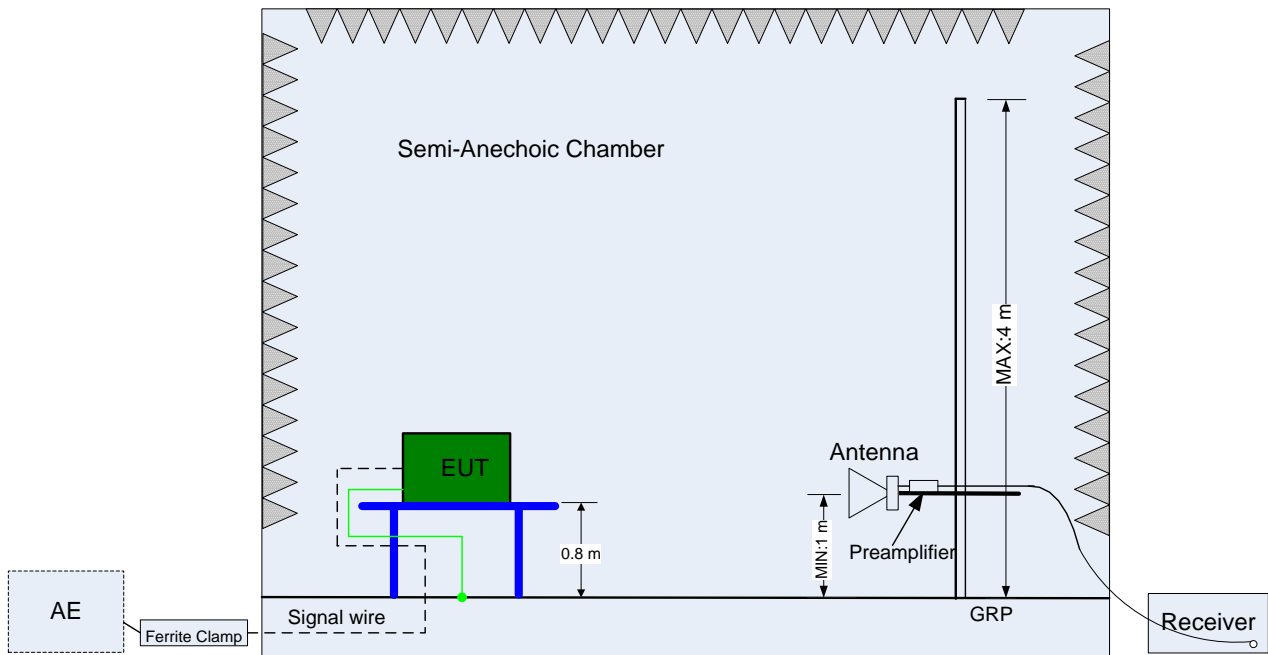 Semi-Anechoic Chamber
MAX:4 m
EUT
Antenna
0.8 m
MIN:1 m
Preamplifier
AE
Ferrite Clamp
Signal wire
GRP
Receiver